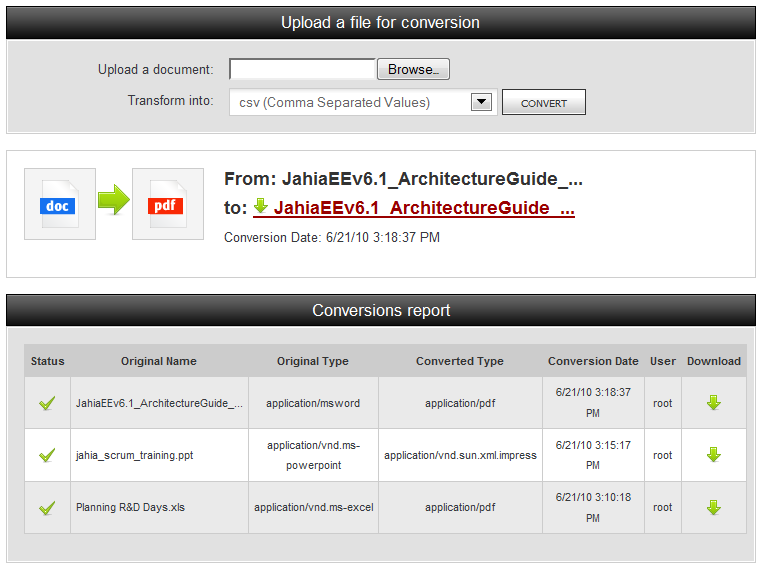 Upload a file for conversion
Upload a document: Browse..
Transform into: csv (Comma Separated Values) CONVERT
doc pdf
From: JahiaEEv6.1_ArchitectureGuide_...
to: JahiaEEv6.1_ArchitectureGuide_...
Conversion Date: 6/21/10 3:18:37 PM
Conversions report
Status Original Name Original Type Converted Type Conversion Date User Download
JahiaEEv6.1_ArchitectureGuide_... application/msword application/pdf 6/21/10 3:18:37 PM root
jahia_scrum_training.ppt application/vnd.ms-powerpoint application/vnd.sun.xml.impress 6/21/10 3:15:17 PM root
Planning R&D Days.xls application/vnd.ms-excel application/pdf 6/21/10 3:10:18 PM root